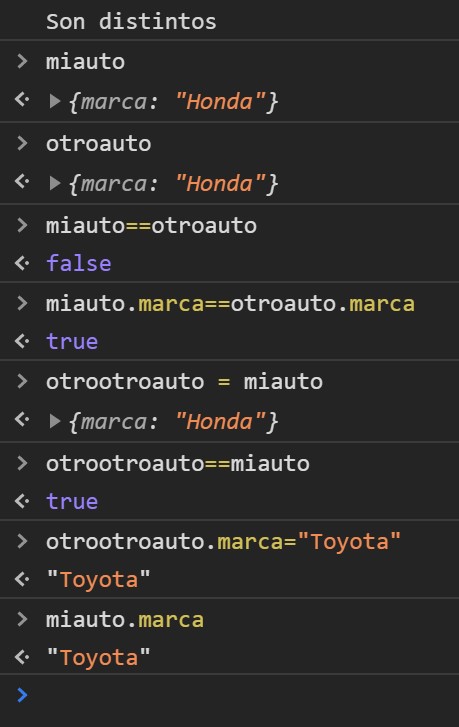 Son distintos
> miauto
<· ▶{marca: "Honda"}
> otroauto
<· ▶{marca: "Honda"}
> miauto==otroauto
<· false
> miauto.marca==otroauto.marca
<· true
> otrootroauto = miauto
<· ▶{marca: "Honda"}
> otrootroauto==miauto
<· true
> otrootroauto.marca="Toyota"
<· "Toyota"
> miauto.marca
<· "Toyota"
>